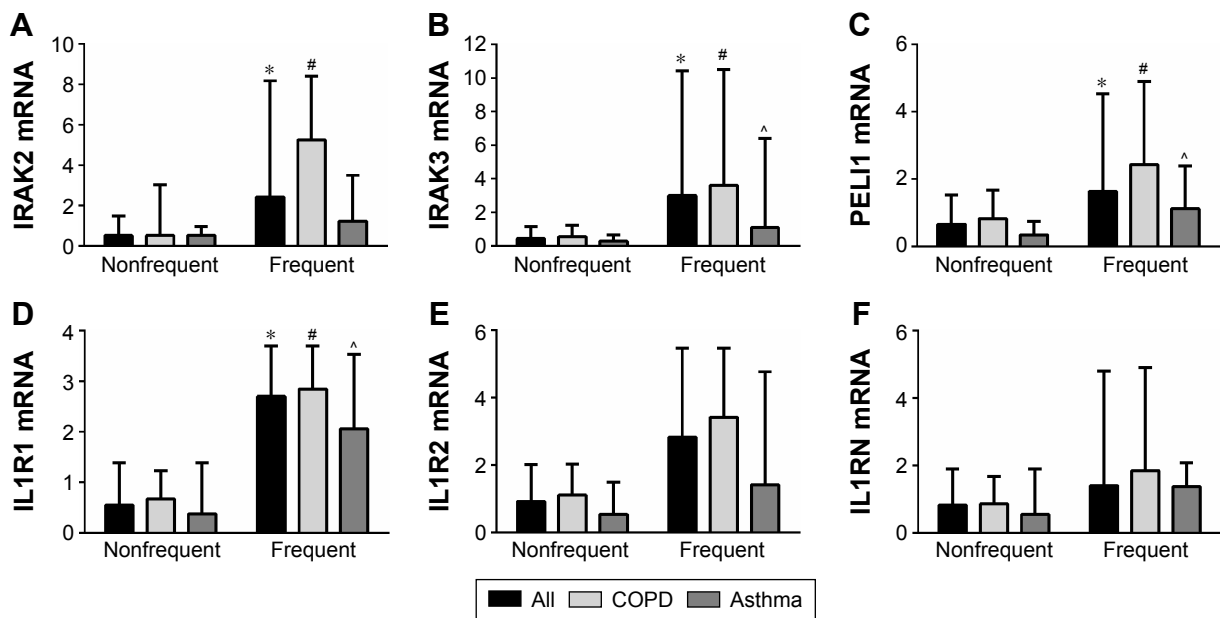 A
IRAK2 mRNA
10
8
6
4
2
0
*
#
Nonfrequent Frequent
B
IRAK3 mRNA
12
10
8
6
4
2
0
*
#
^
Nonfrequent Frequent
C
PELI1 mRNA
6
4
2
0
*
#
^
Nonfrequent Frequent
D
IL1R1 mRNA
4
3
2
1
0
*
#
^
Nonfrequent Frequent
E
IL1R2 mRNA
6
4
2
0
Nonfrequent Frequent
F
IL1RN mRNA
6
4
2
0
Nonfrequent Frequent
All COPD Asthma